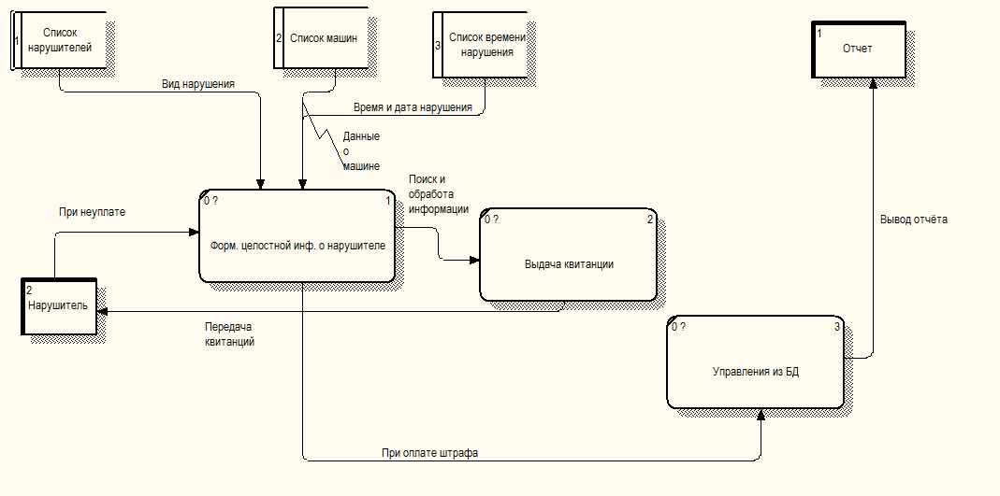 1
Список
нарушителей
2
Список машин
3
Список времени
нарушения
1
Отчет
Вид нарушения
Время и дата нарушения
Данные
о
машине
Поиск и
обработа
информации
При неуплате
0 ?
1
Форм. целостной инф. о нарушителе
0 ?
2
Выдача квитанции
Вывод отчёта
2
Нарушитель
Передача
квитанций
0 ?
3
Управления из БД
При оплате штрафа